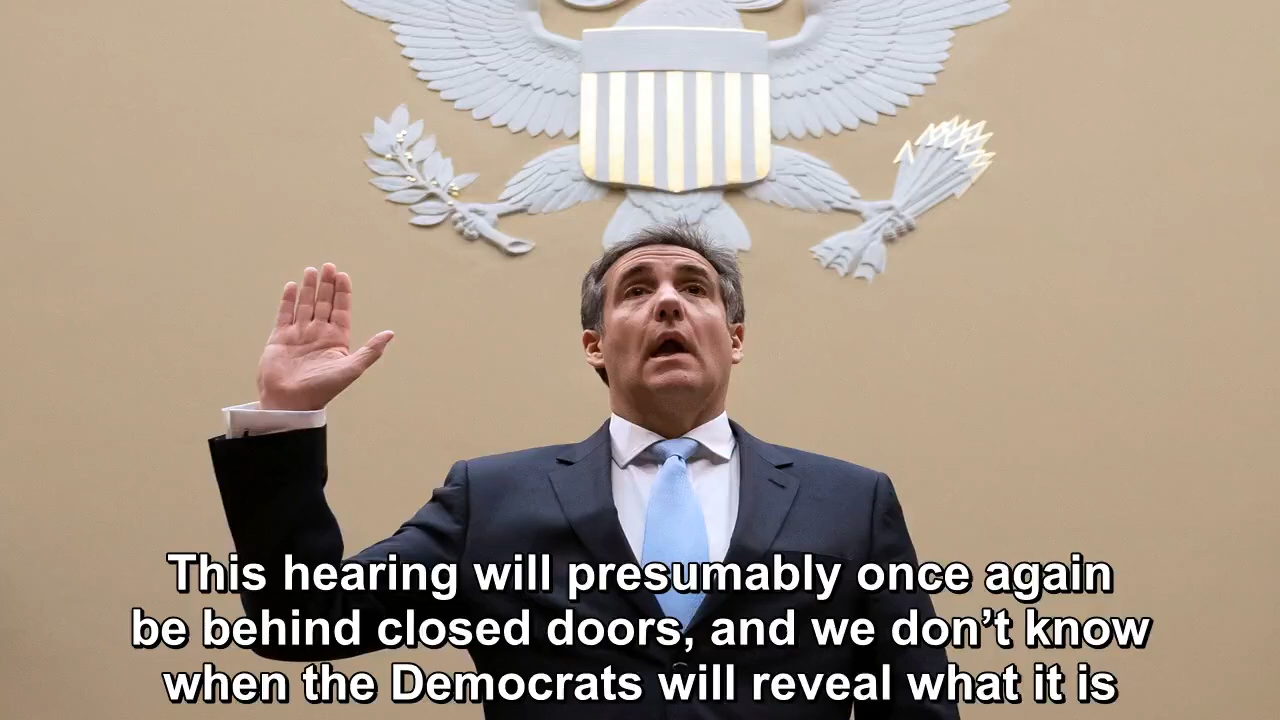 This hearing will presumably once again
be behind closed doors, and we don’t know
when the Democrats will reveal what it is